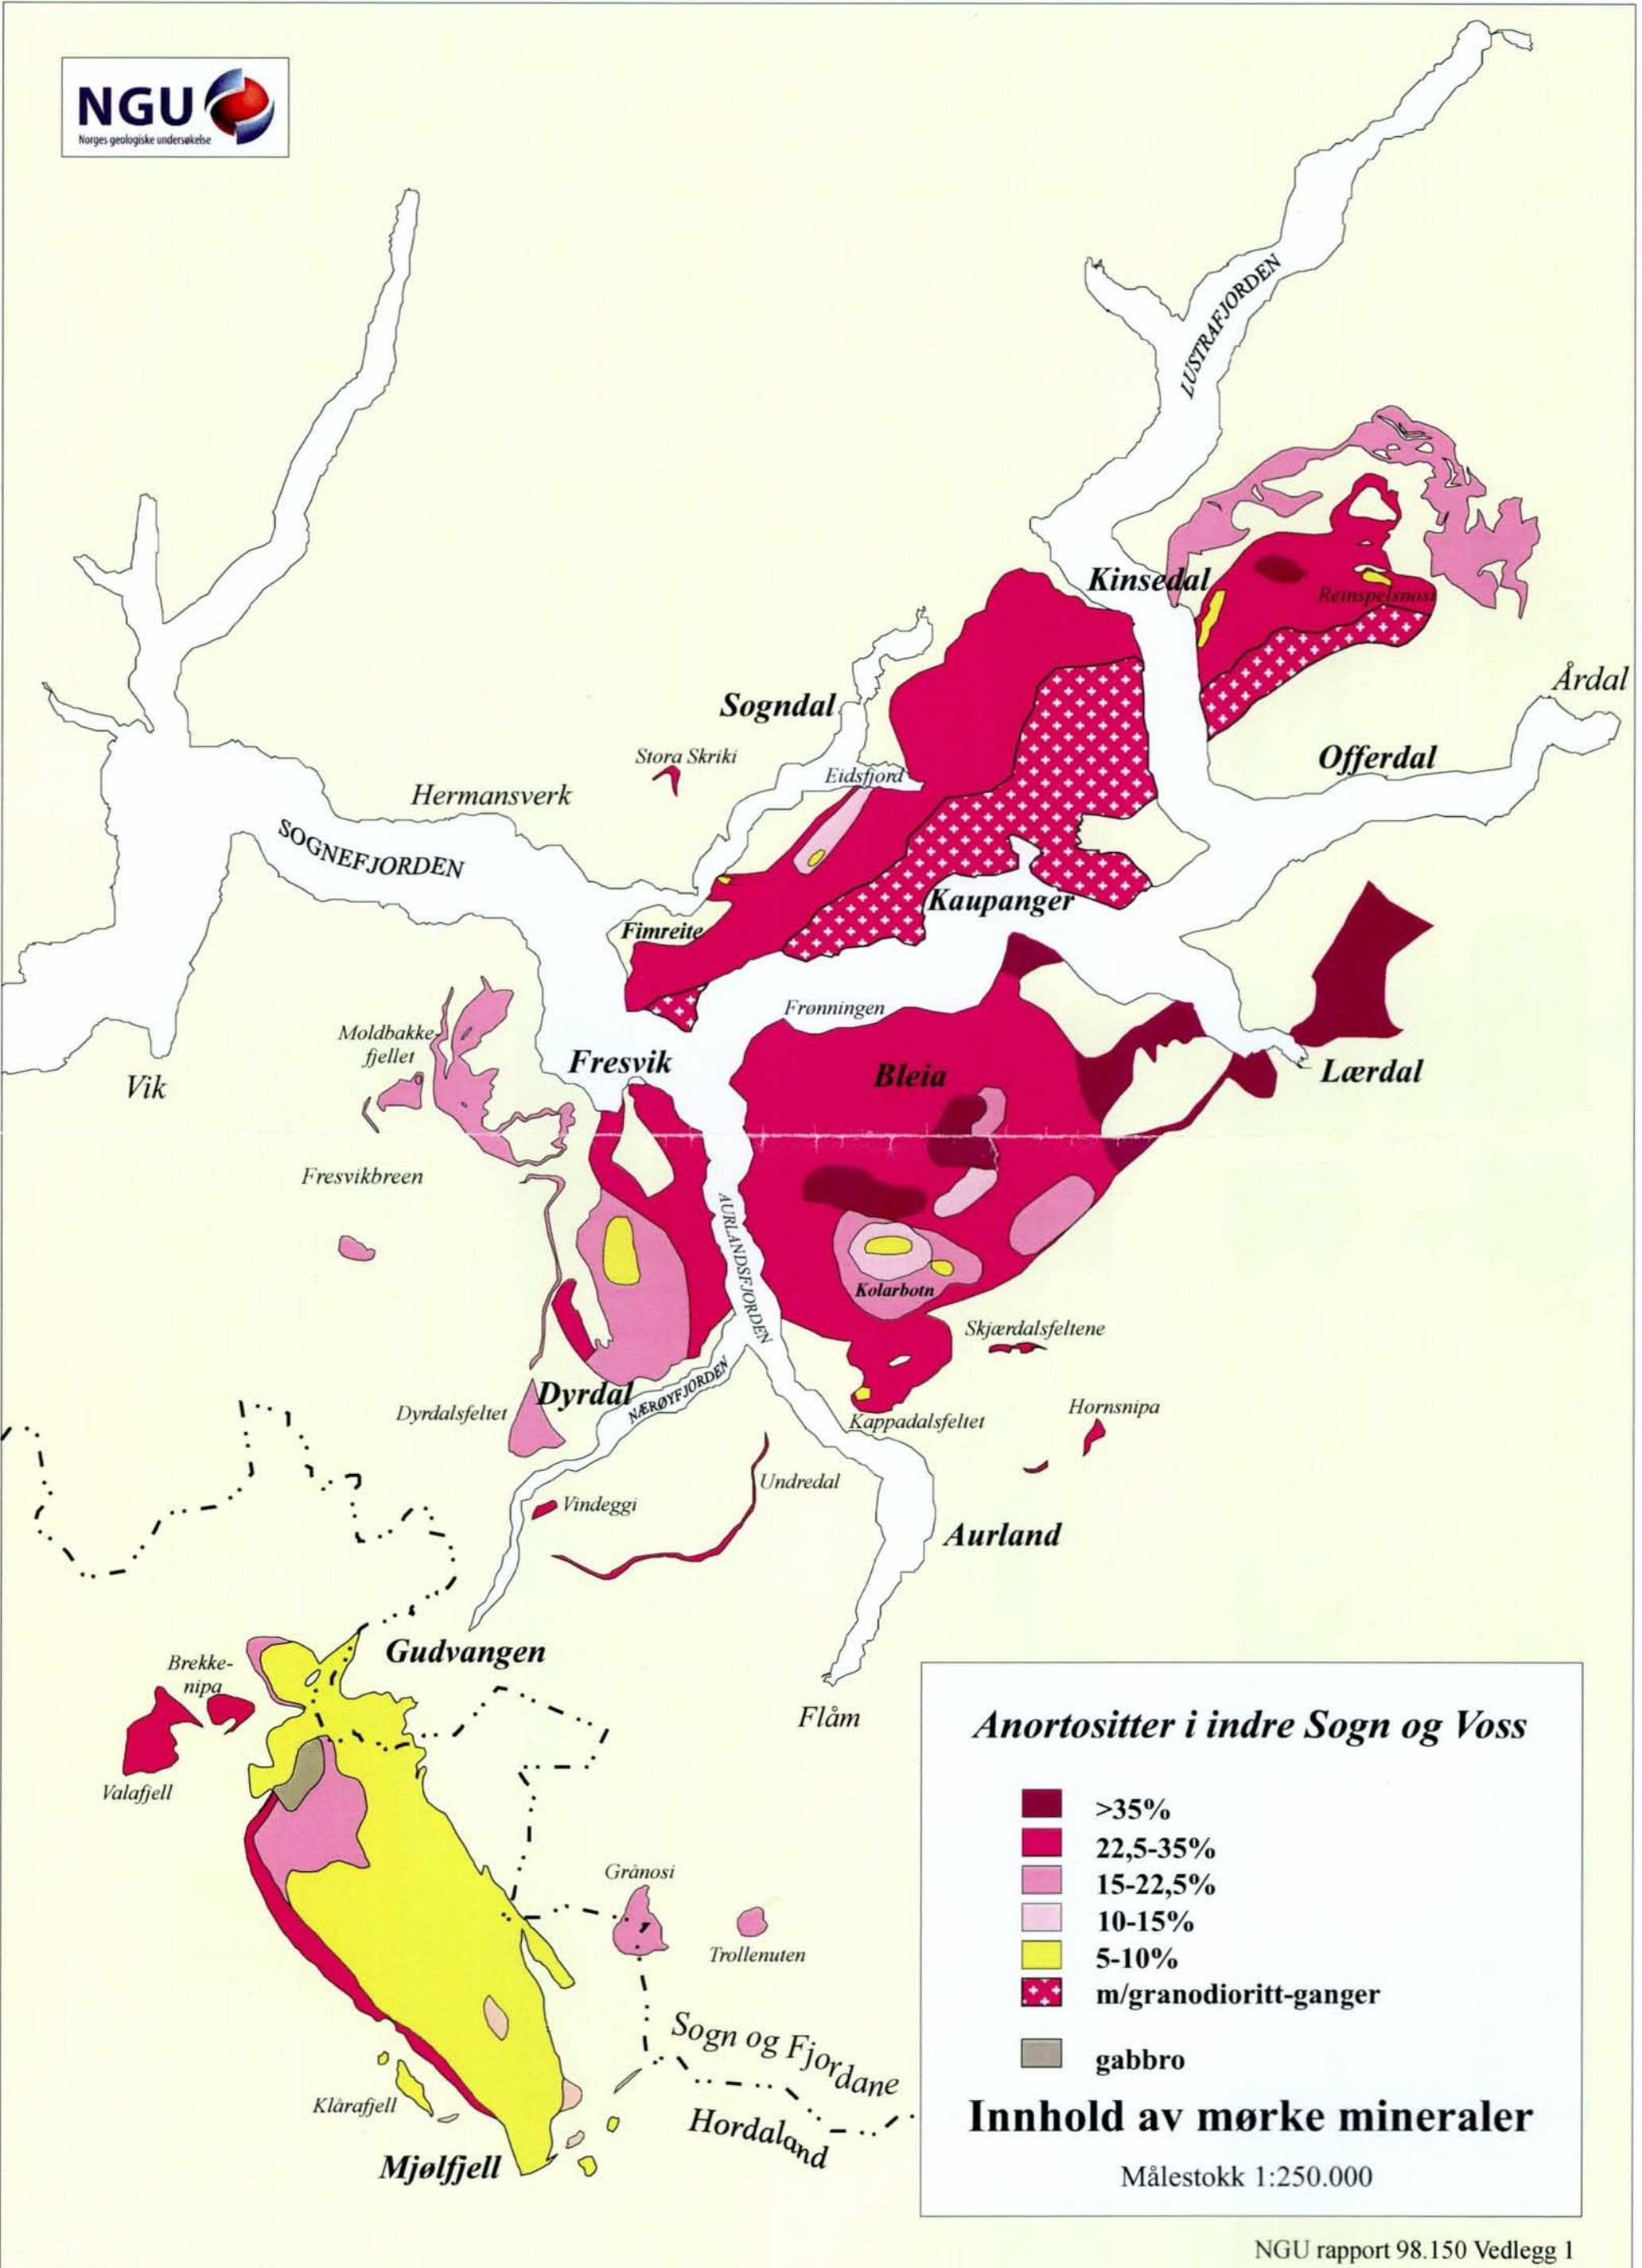 NGU
Norges geologiske undersøkelse
LUSTRAFJORDEN
Kinsedal
Reinspelsnosi
Årdal
Sogndal
Stora Skriki
Eidsfjord
Offerdal
Hermansverk
SOGNEFJORDEN
Kaupanger
Fimreite
Frønningen
Moldbakke-
fjellet
Fresvik
Bleia
Lærdal
Vik
Fresvikbreen
AURLANDSFJORDEN
Kolarbotn
Skjærdalsfeltene
Dyrdal
NÆRØYFJORDEN
Dyrdalsfeltet
Kappadalsfeltet
Hornsnipa
Undredal
Vindeggi
Aurland
Gudvangen
Brekke-
nipa
Flåm
Valafjell
Grånosi
Trollenuten
Sogn og Fjordane
Hordaland
Klårafjell
Mjølfjell
Anortositter i indre Sogn og Voss
>35%
22,5-35%
15-22,5%
10-15%
5-10%
m/granodioritt-ganger
gabbro
Innhold av mørke mineraler
Målestokk 1:250.000
NGU rapport 98.150 Vedlegg 1